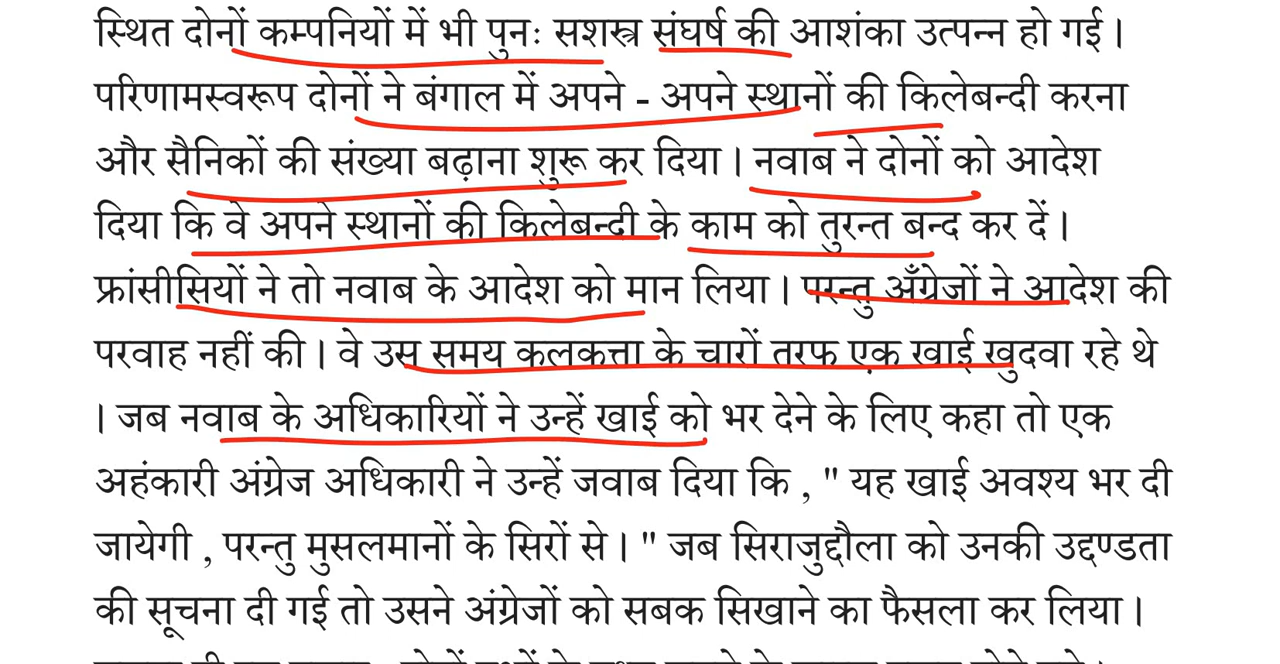 स्थित दोनों कम्पनियों में भी पुनः सशस्त्र संघर्ष की आशंका उत्पन्न हो गई।
परिणामस्वरूप दोनों ने बंगाल में अपने - अपने स्थानों की किलेबन्दी करना
और सैनिकों की संख्या बढ़ाना शुरू कर दिया। नवाब ने दोनों को आदेश
दिया कि वे अपने स्थानों की किलेबन्दी के काम को तुरन्त बन्द कर दें।
फ्रांसीसियों ने तो नवाब के आदेश को मान लिया। परन्तु अँग्रेजों ने आदेश की
परवाह नहीं की। वे उस समय कलकत्ता के चारों तरफ एक खाई खुदवा रहे थे
। जब नवाब के अधिकारियों ने उन्हें खाई को भर देने के लिए कहा तो एक
अहंकारी अंग्रेज अधिकारी ने उन्हें जवाब दिया कि , " यह खाई अवश्य भर दी
जायेगी , परन्तु मुसलमानों के सिरों से। " जब सिराजुद्दौला को उनकी उद्दण्डता
की सूचना दी गई तो उसने अंग्रेजों को सबक सिखाने का फैसला कर लिया।